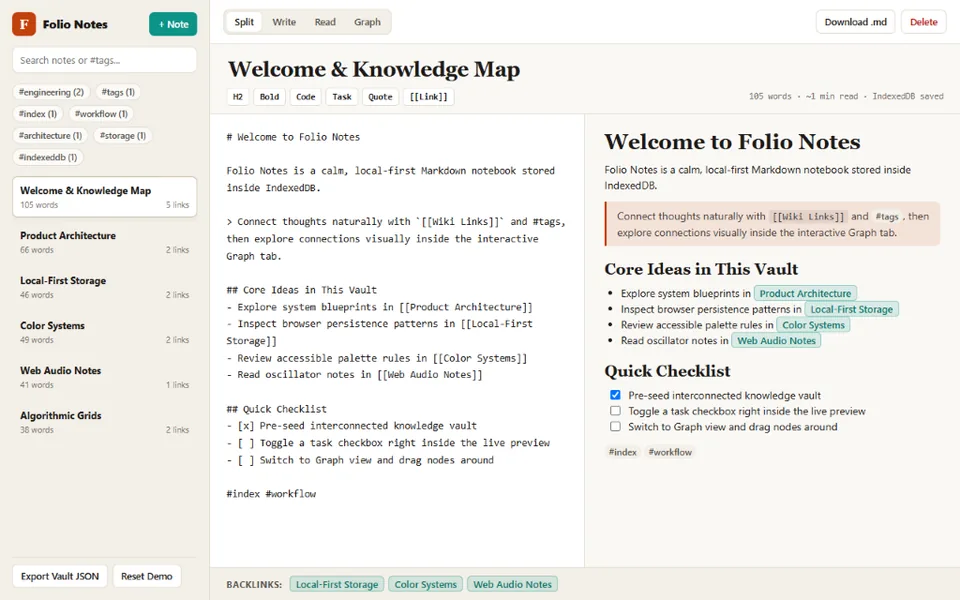 F Folio Notes + Note
Search notes or #tags...
#engineering (2) #tags (1)
#index (1) #workflow (1)
#architecture (1) #storage (1)
#indexeddb (1)
Welcome & Knowledge Map
105 words 5 links
Product Architecture
66 words 2 links
Local-First Storage
46 words 2 links
Color Systems
49 words 2 links
Web Audio Notes
41 words 1 links
Algorithmic Grids
38 words 2 links
Export Vault JSON Reset Demo
Split Write Read Graph Download .md Delete
Welcome & Knowledge Map
H2 Bold Code Task Quote [[Link]]
105 words · ~1 min read · IndexedDB saved
# Welcome to Folio Notes
Folio Notes is a calm, local-first Markdown notebook stored
inside IndexedDB.
> Connect thoughts naturally with `[[Wiki Links]]` and #tags,
then explore connections visually inside the interactive
Graph tab.
## Core Ideas in This Vault
- Explore system blueprints in [[Product Architecture]]
- Inspect browser persistence patterns in [[Local-First
Storage]]
- Review accessible palette rules in [[Color Systems]]
- Read oscillator notes in [[Web Audio Notes]]
## Quick Checklist
- [x] Pre-seed interconnected knowledge vault
- [ ] Toggle a task checkbox right inside the live preview
- [ ] Switch to Graph view and drag nodes around
#index #workflow
Welcome to Folio Notes
Folio Notes is a calm, local-first Markdown notebook stored inside
IndexedDB.
Connect thoughts naturally with [[Wiki Links]] and #tags , then
explore connections visually inside the interactive Graph tab.
Core Ideas in This Vault
• Explore system blueprints in Product Architecture
• Inspect browser persistence patterns in Local-First Storage
• Review accessible palette rules in Color Systems
• Read oscillator notes in Web Audio Notes
Quick Checklist
Pre-seed interconnected knowledge vault
Toggle a task checkbox right inside the live preview
Switch to Graph view and drag nodes around
#index #workflow
BACKLINKS: Local-First Storage Color Systems Web Audio Notes